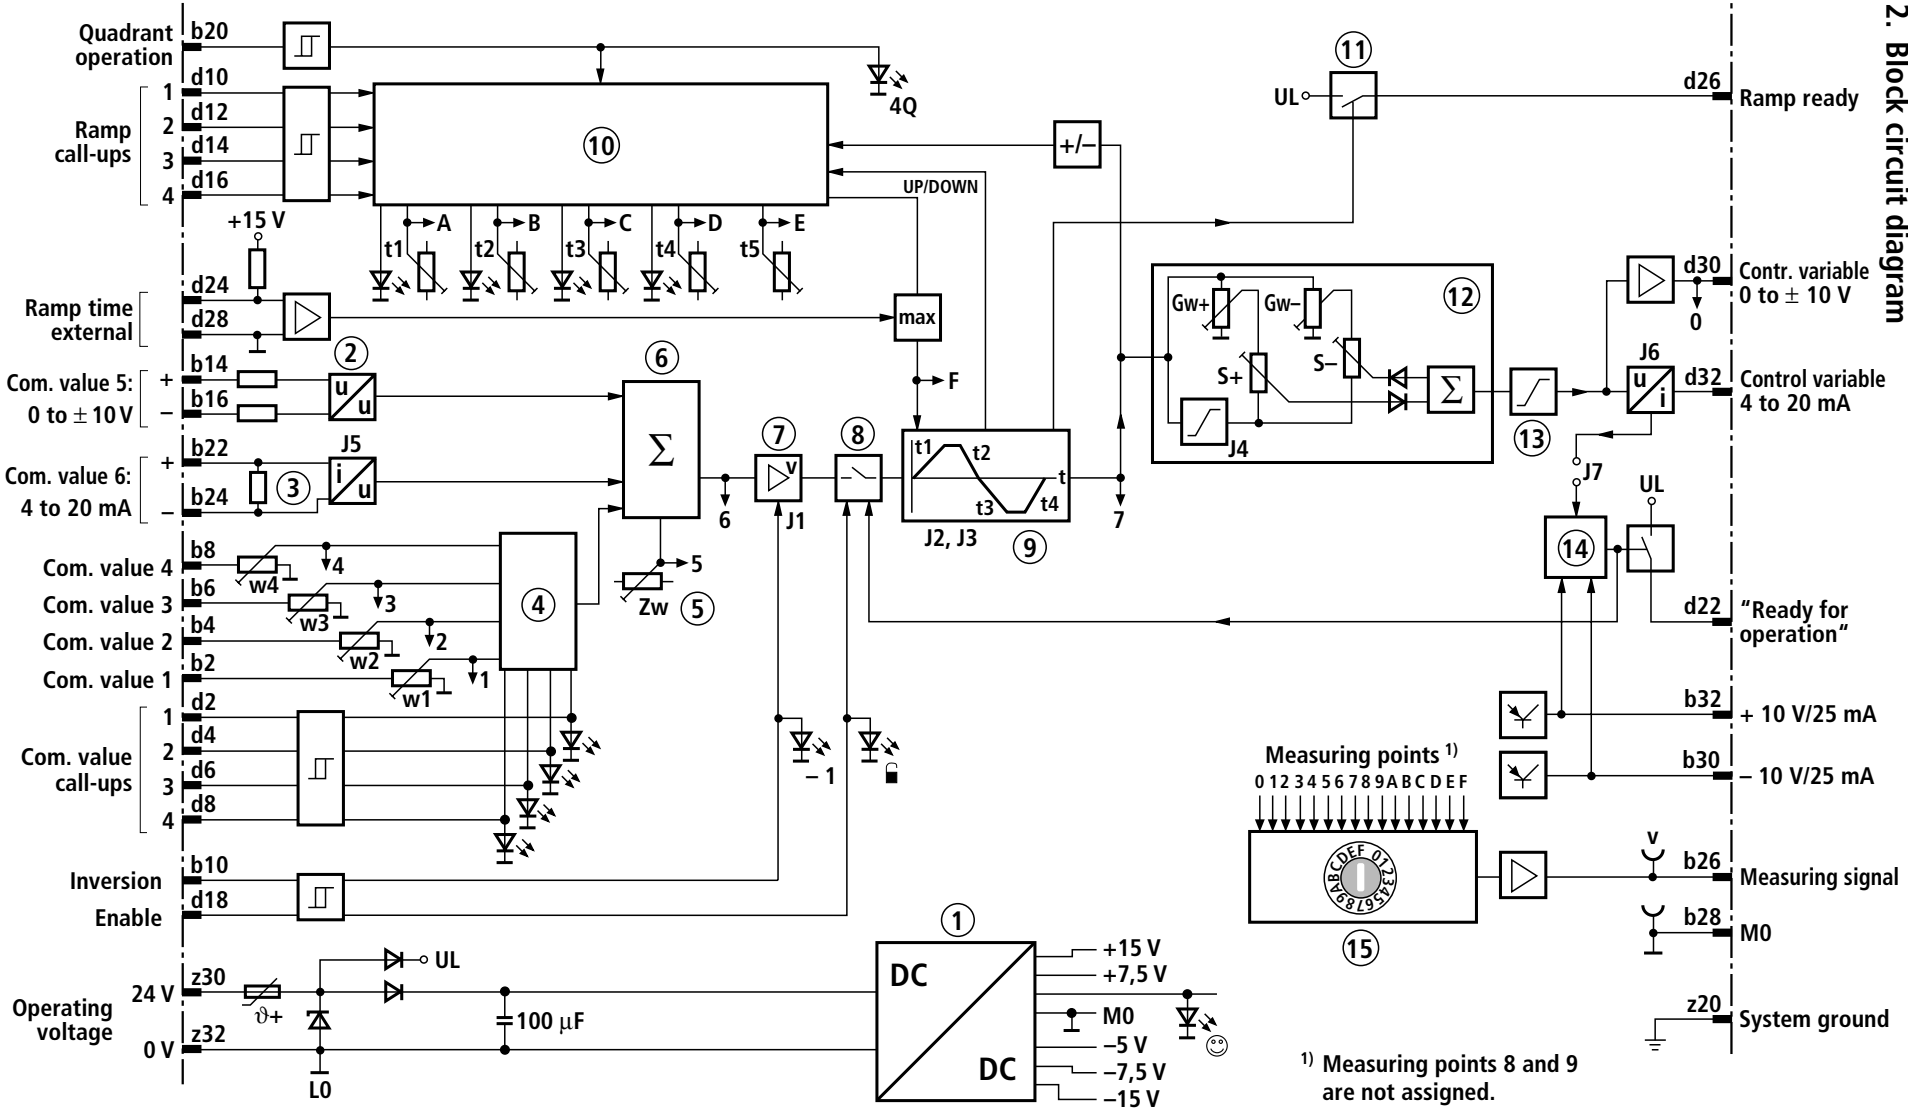 2. Block circuit diagram
Quadrant
operation
b20
4Q
Ramp
call-ups
1
d10
2
d12
3
d14
4
d16
10
+/−
UP/DOWN
11
UL
d26
Ramp ready
A
B
C
D
E
t1
t2
t3
t4
t5
+15 V
Ramp time
external
d24
d28
max
F
Com. value 5:
0 to ± 10 V
+
b14
−
b16
2
u
u
Com. value 6:
4 to 20 mA
+
b22
−
b24
3
J5
i
u
6
Σ
6
5
Zw
5
7
v
J1
8
t1
t2
t3
t4
t
J2, J3
9
7
12
Gw+
Gw−
S+
S−
J4
Σ
13
d30
Contr. variable
0 to ± 10 V
0
J6
u
i
d32
Control variable
4 to 20 mA
J7
UL
14
d22
“Ready for
operation“
Com. value 4
b8
w4
4
Com. value 3
b6
w3
3
Com. value 2
b4
w2
2
Com. value 1
b2
w1
1
4
Com. value
call-ups
1
d2
2
d4
3
d6
4
d8
− 1
Inversion
b10
Enable
d18
b32
+ 10 V/25 mA
b30
− 10 V/25 mA
Measuring points 1)
0 1 2 3 4 5 6 7 8 9 A B C D E F
0123456789ABCDEF
15
v
b26
Measuring signal
b28
M0
z20
System ground
Operating
voltage
24 V
z30
ϑ+
UL
0 V
z32
L0
100 μF
1
DC
DC
+15 V
+7,5 V
M0
−5 V
−7,5 V
−15 V
1) Measuring points 8 and 9
are not assigned.